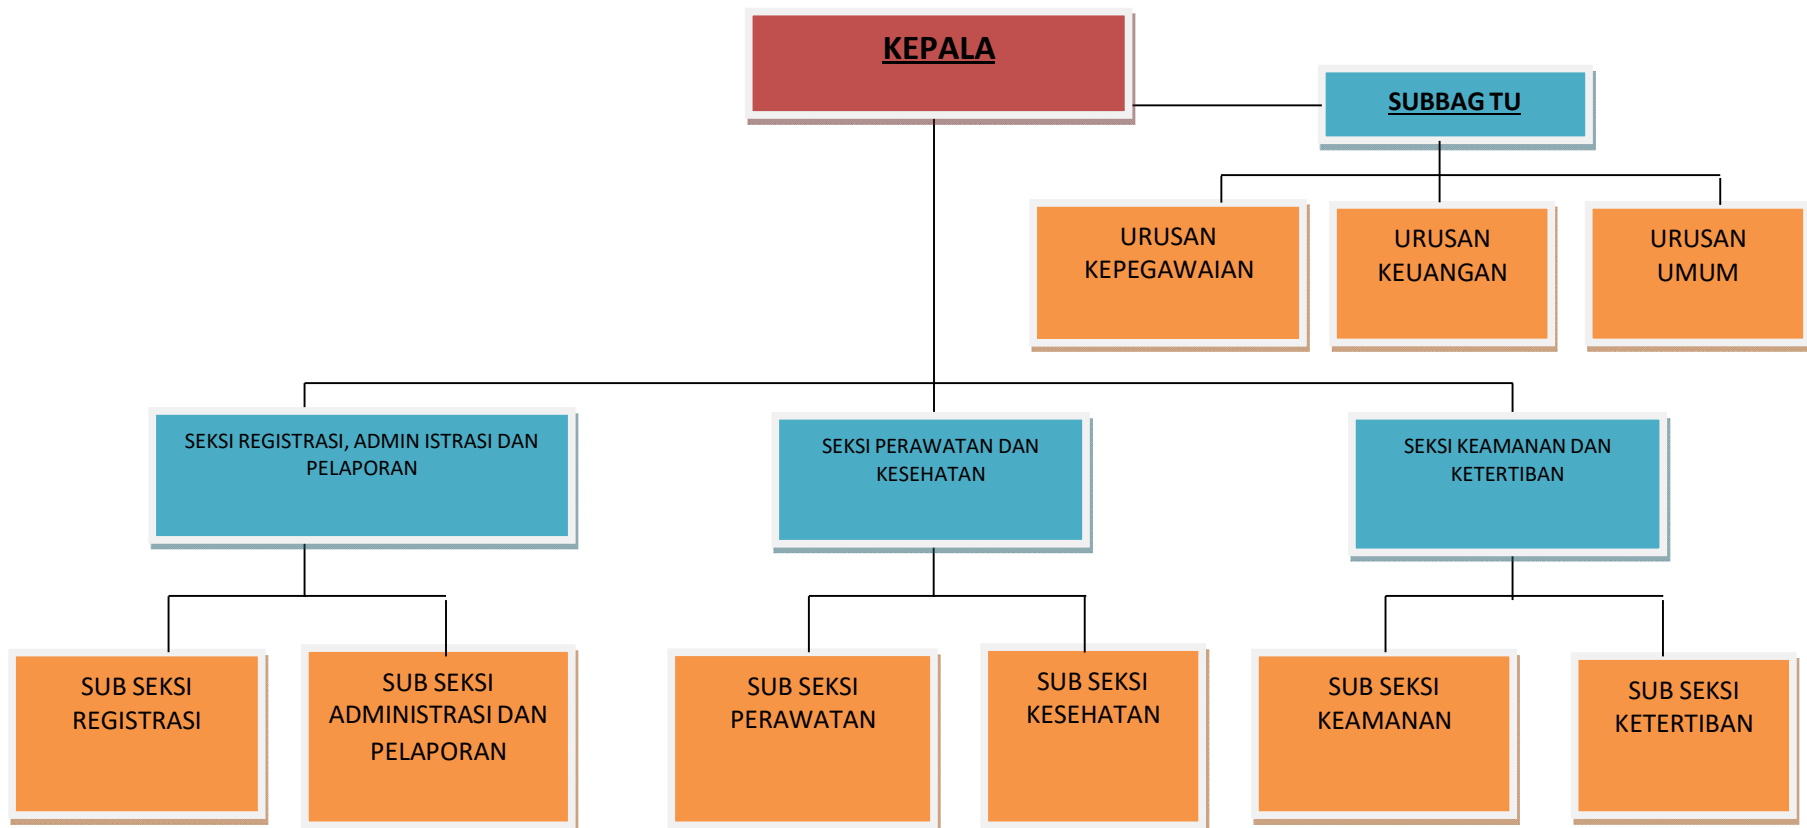 KEPALA
SUBBAG TU
URUSAN
KEPEGAWAIAN
URUSAN
KEUANGAN
URUSAN
UMUM
SEKSI REGISTRASI, ADMIN ISTRASI DAN
PELAPORAN
SEKSI PERAWATAN DAN
KESEHATAN
SEKSI KEAMANAN DAN
KETERTIBAN
SUB SEKSI
REGISTRASI
SUB SEKSI
ADMINISTRASI DAN
PELAPORAN
SUB SEKSI
PERAWATAN
SUB SEKSI
KESEHATAN
SUB SEKSI
KEAMANAN
SUB SEKSI
KETERTIBAN